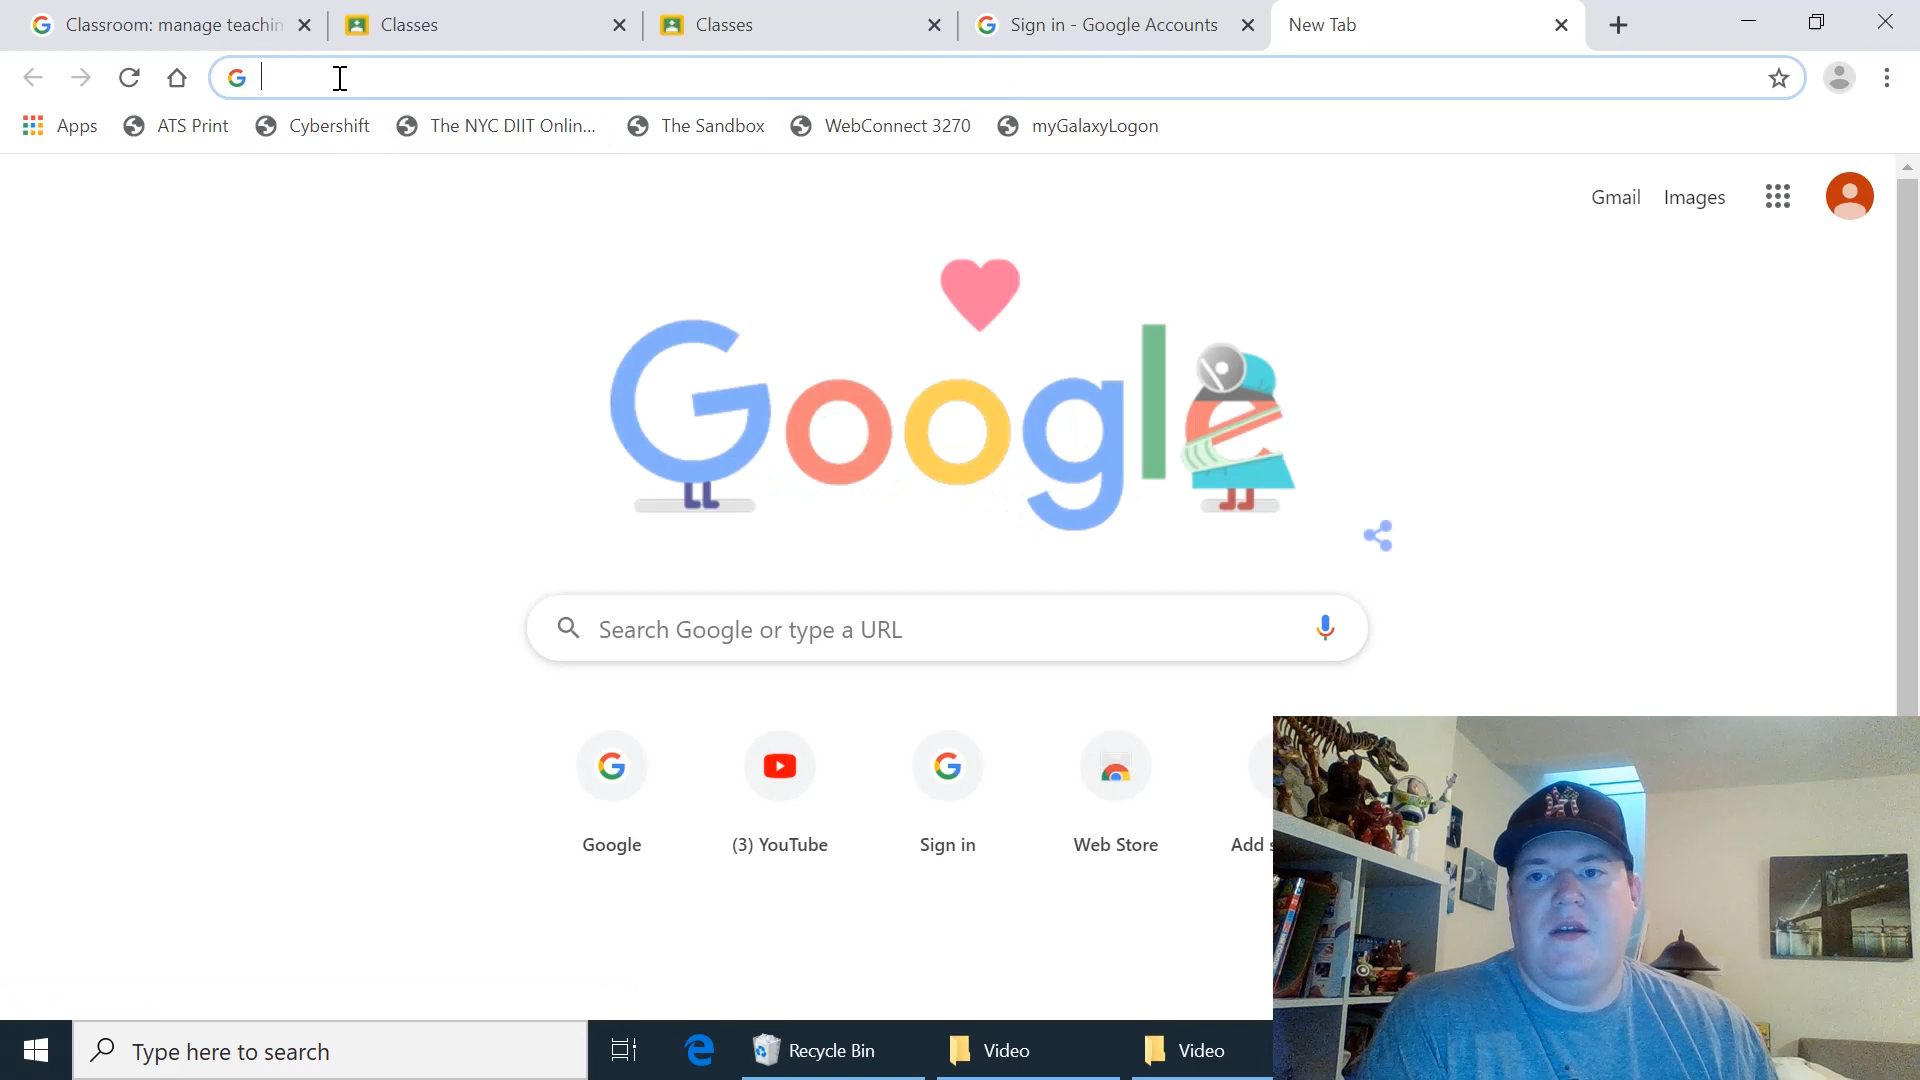 Classroom: manage teachin
Classes
Classes
Sign in - Google Accounts
New Tab
Apps
ATS Print
Cybershift
The NYC DIIT Onlin...
The Sandbox
WebConnect 3270
myGalaxyLogon
Gmail
Images
Google
Search Google or type a URL
Google
(3) YouTube
Sign in
Web Store
Add s
Type here to search
Recycle Bin
Video
Video